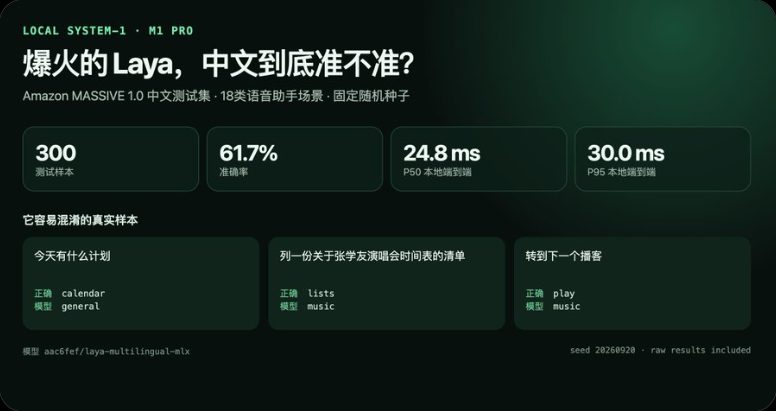 LOCAL SYSTEM-1 · M1 PRO
爆火的 Laya，中文到底准不准？
Amazon MASSIVE 1.0 中文测试集 · 18类语音助手场景 · 固定随机种子
300
测试样本
61.7%
准确率
24.8 ms
P50 本地端到端
30.0 ms
P95 本地端到端
它容易混淆的真实样本
今天有什么计划
正确 calendar
模型 general
列一份关于张学友演唱会时间表的清单
正确 lists
模型 music
转到下一个播客
正确 play
模型 music
模型 aac6fef/laya-multilingual-mlx
seed 20260920 · raw results included